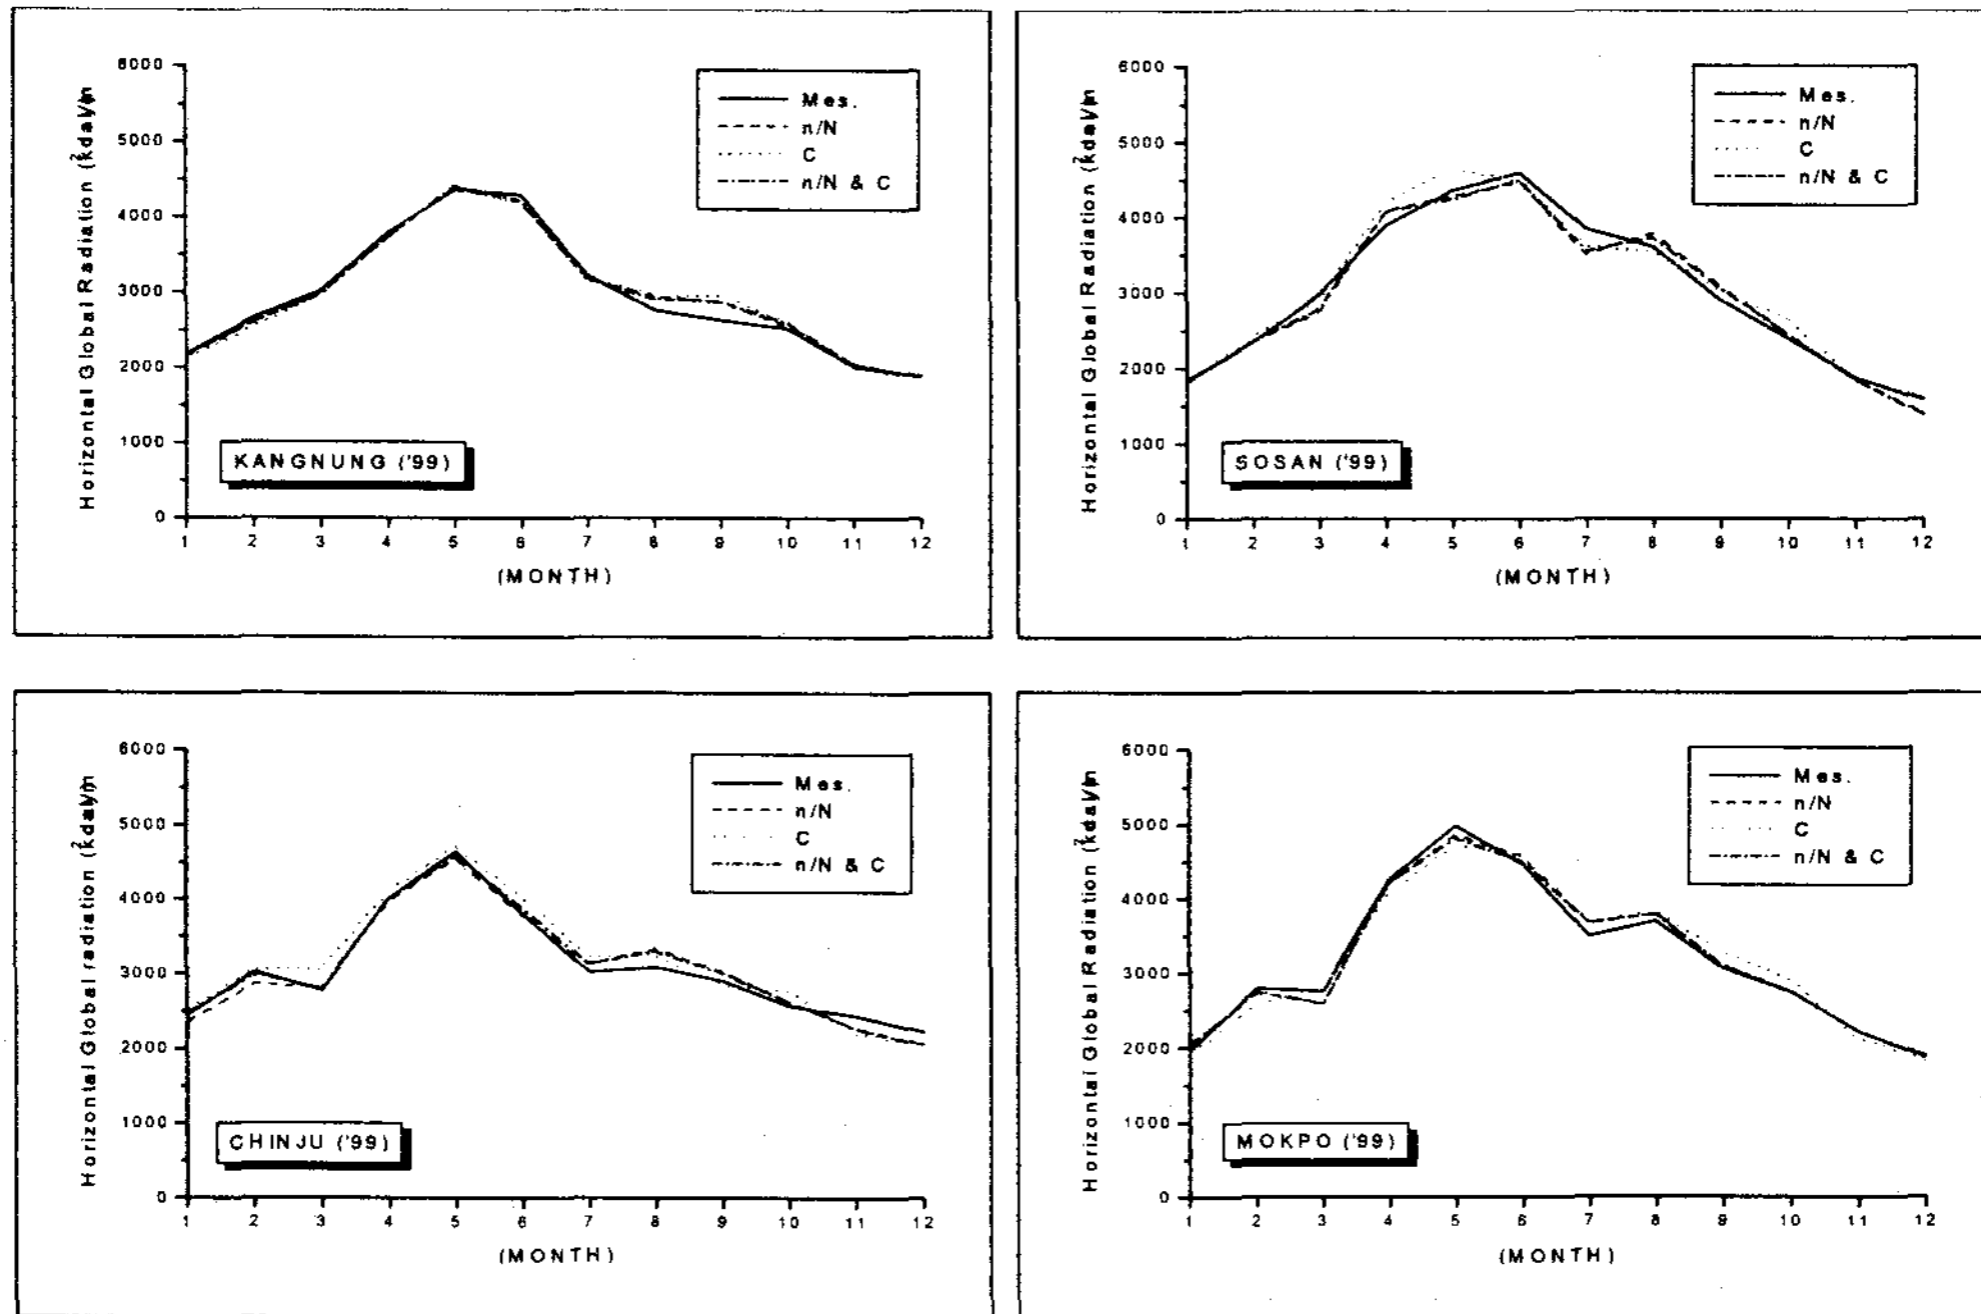 Horizontal Global Radiation
6000
5000
4000
3000
2000
1000
0
Mes.
n/N
C
n/N & C
KANGNUNG ('99)
1 2 3 4 5 6 7 8 9 10 11 12
(MONTH)
Horizontal Global Radiation
6000
5000
4000
3000
2000
1000
0
Mes.
n/N
C
n/N & C
SOSAN ('99)
1 2 3 4 5 6 7 8 9 10 11 12
(MONTH)
Horizontal Global radiation
6000
5000
4000
3000
2000
1000
0
Mes.
n/N
C
n/N & C
CHINJU ('99)
1 2 3 4 5 6 7 8 9 10 11 12
(MONTH)
Horizontal Global Radiation
6000
5000
4000
3000
2000
1000
0
Mes.
n/N
C
n/N & C
MOKPO ('99)
1 2 3 4 5 6 7 8 9 10 11 12
(MONTH)